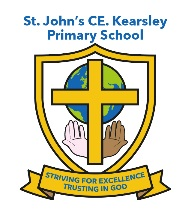 St. John's CE. Kearsley
Primary School
STRIVING FOR EXCELLENCE
TRUSTING IN GOD